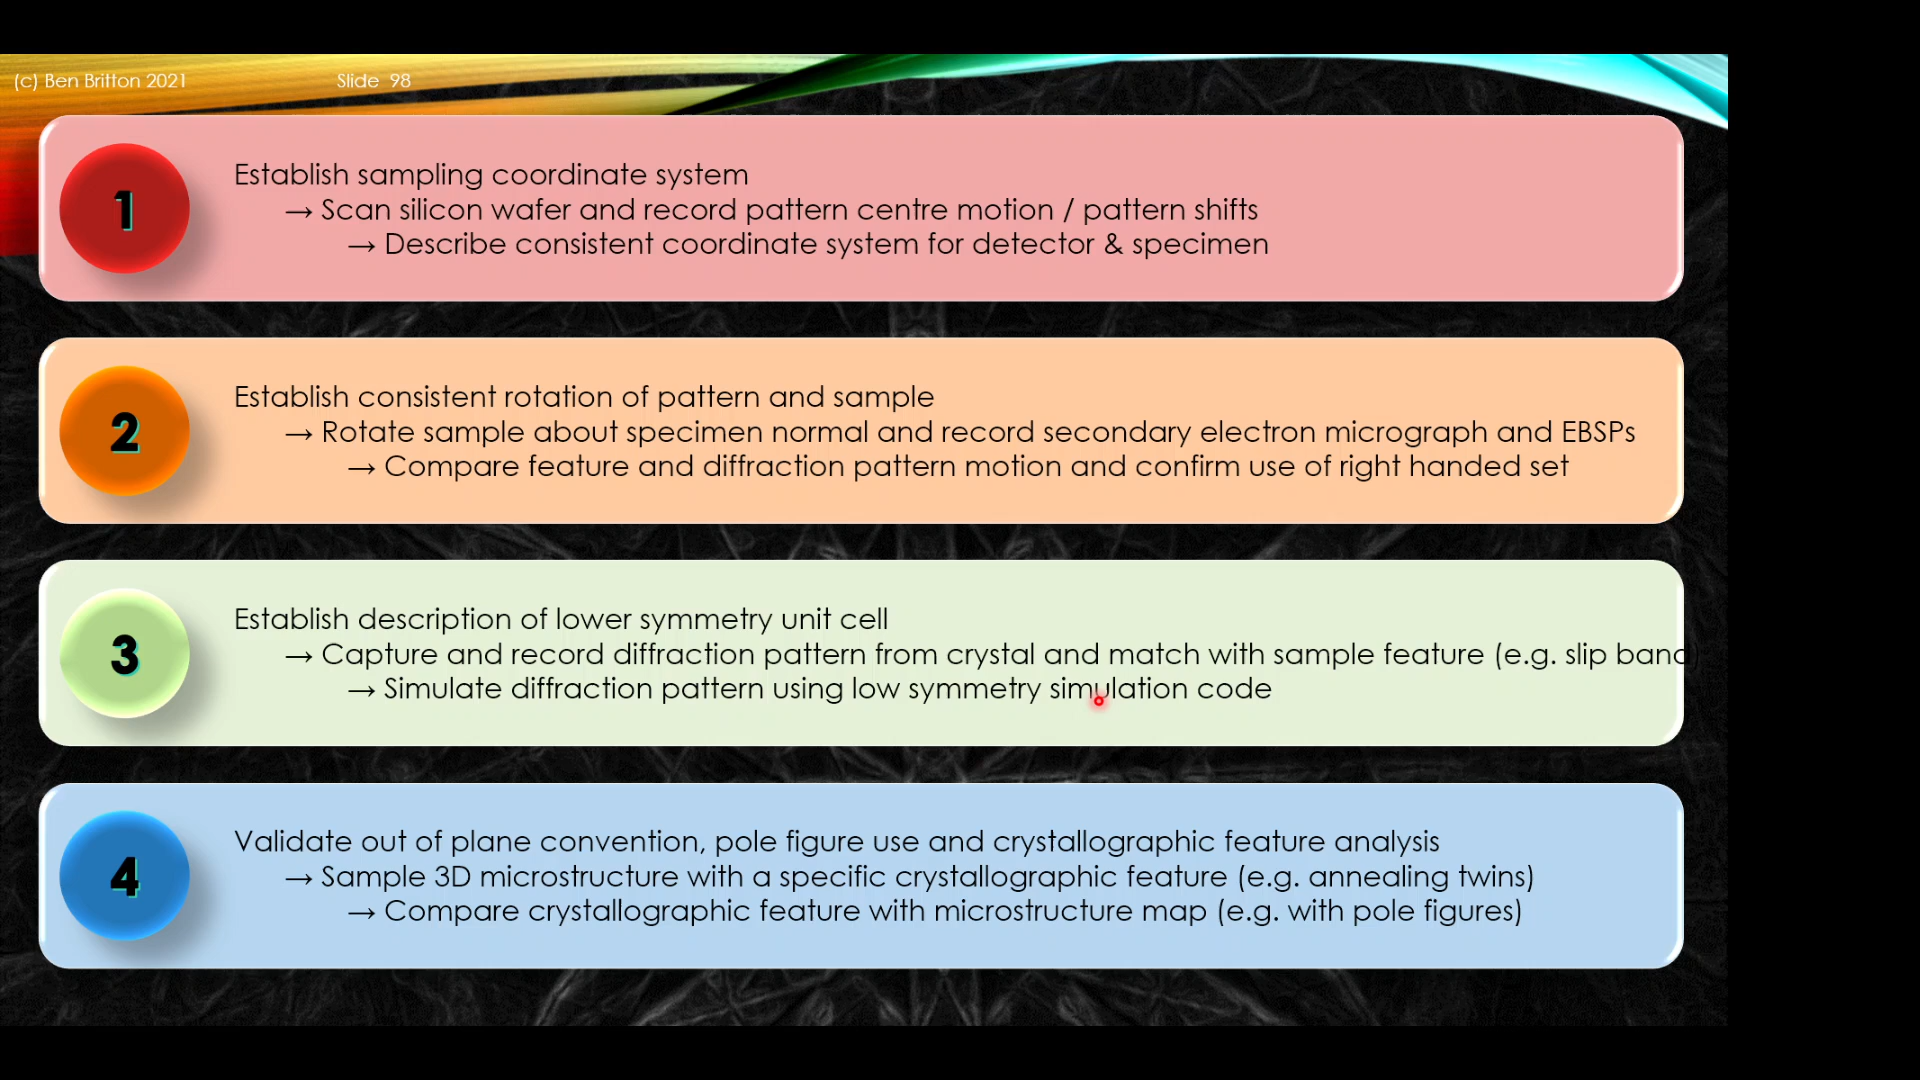 (c) Ben Britton 2021 Slide 98
1
Establish sampling coordinate system
→ Scan silicon wafer and record pattern centre motion / pattern shifts
→ Describe consistent coordinate system for detector & specimen
2
Establish consistent rotation of pattern and sample
→ Rotate sample about specimen normal and record secondary electron micrograph and EBSPs
→ Compare feature and diffraction pattern motion and confirm use of right handed set
3
Establish description of lower symmetry unit cell
→ Capture and record diffraction pattern from crystal and match with sample feature (e.g. slip band)
→ Simulate diffraction pattern using low symmetry simulation code
4
Validate out of plane convention, pole figure use and crystallographic feature analysis
→ Sample 3D microstructure with a specific crystallographic feature (e.g. annealing twins)
→ Compare crystallographic feature with microstructure map (e.g. with pole figures)